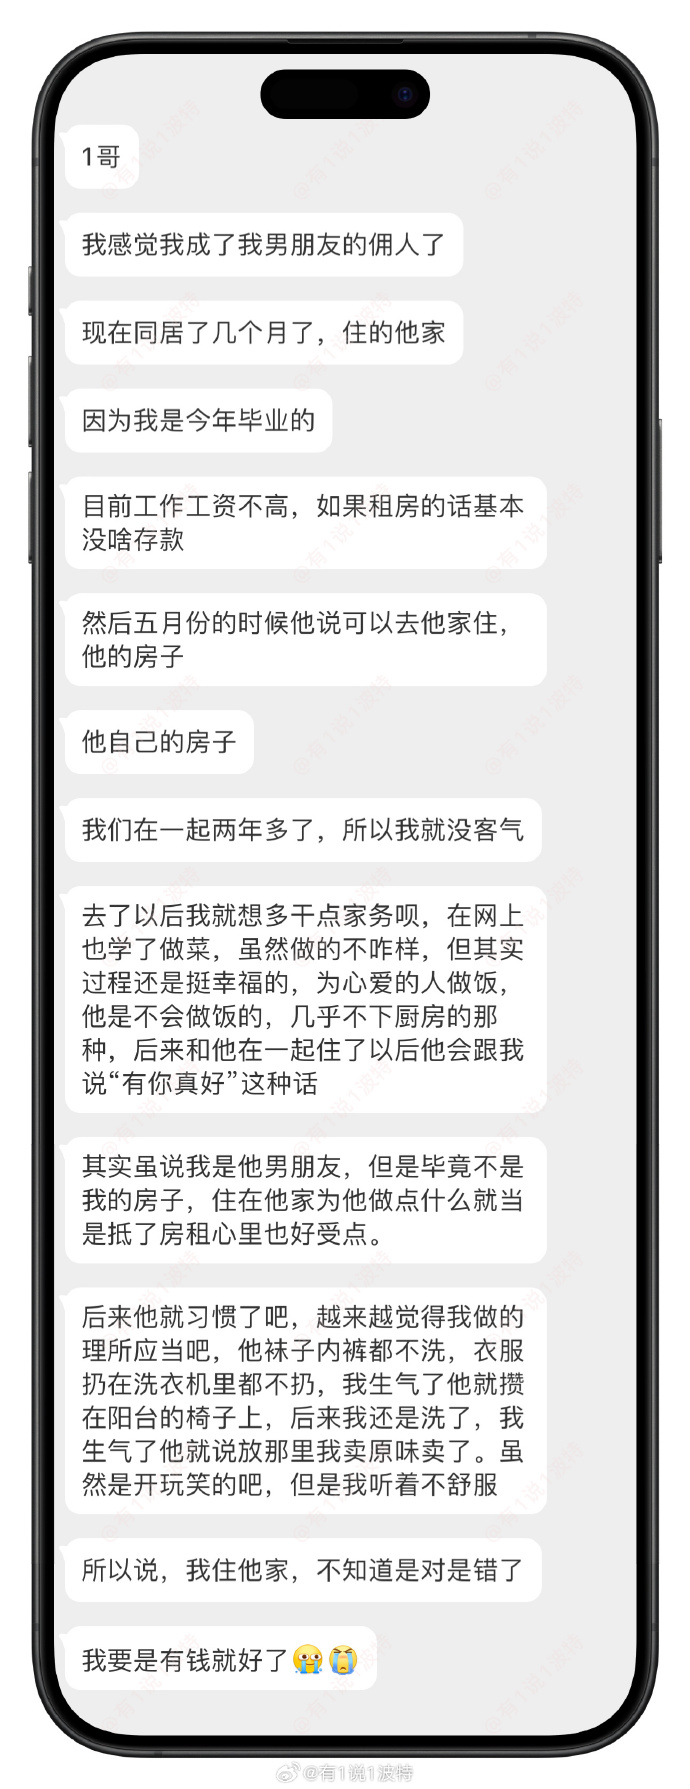 1哥
我感觉我成了我男朋友的佣人了
现在同居了几个月了，住的他家
因为我是今年毕业的
目前工作工资不高，如果租房的话基本
没啥存款
然后五月份的时候他说可以去他家住，
他的房子
他自己的房子
我们在一起两年多了，所以我就没客气
去了以后我就想多干点家务呗，在网上
也学了做菜，虽然做的不咋样，但其实
过程还是挺幸福的，为心爱的人做饭，
他是不会做饭的，几乎不下厨房的那
种，后来和他在一起住了以后他会跟我
说“有你真好”这种话
其实虽说我是他男朋友，但是毕竟不是
我的房子，住在他家为他做点什么就当
是抵了房租心里也好受点。
后来他就习惯了吧，越来越觉得我做的
理所应当吧，他袜子内裤都不洗，衣服
扔在洗衣机里都不扔，我生气了他就攒
在阳台的椅子上，后来我还是洗了，我
生气了他就说放那里我卖原味卖了。虽
然是开玩笑的吧，但是我听着不舒服
所以说，我住他家，不知道是对是错了
我要是有钱就好了😂😭
@有1说1波特